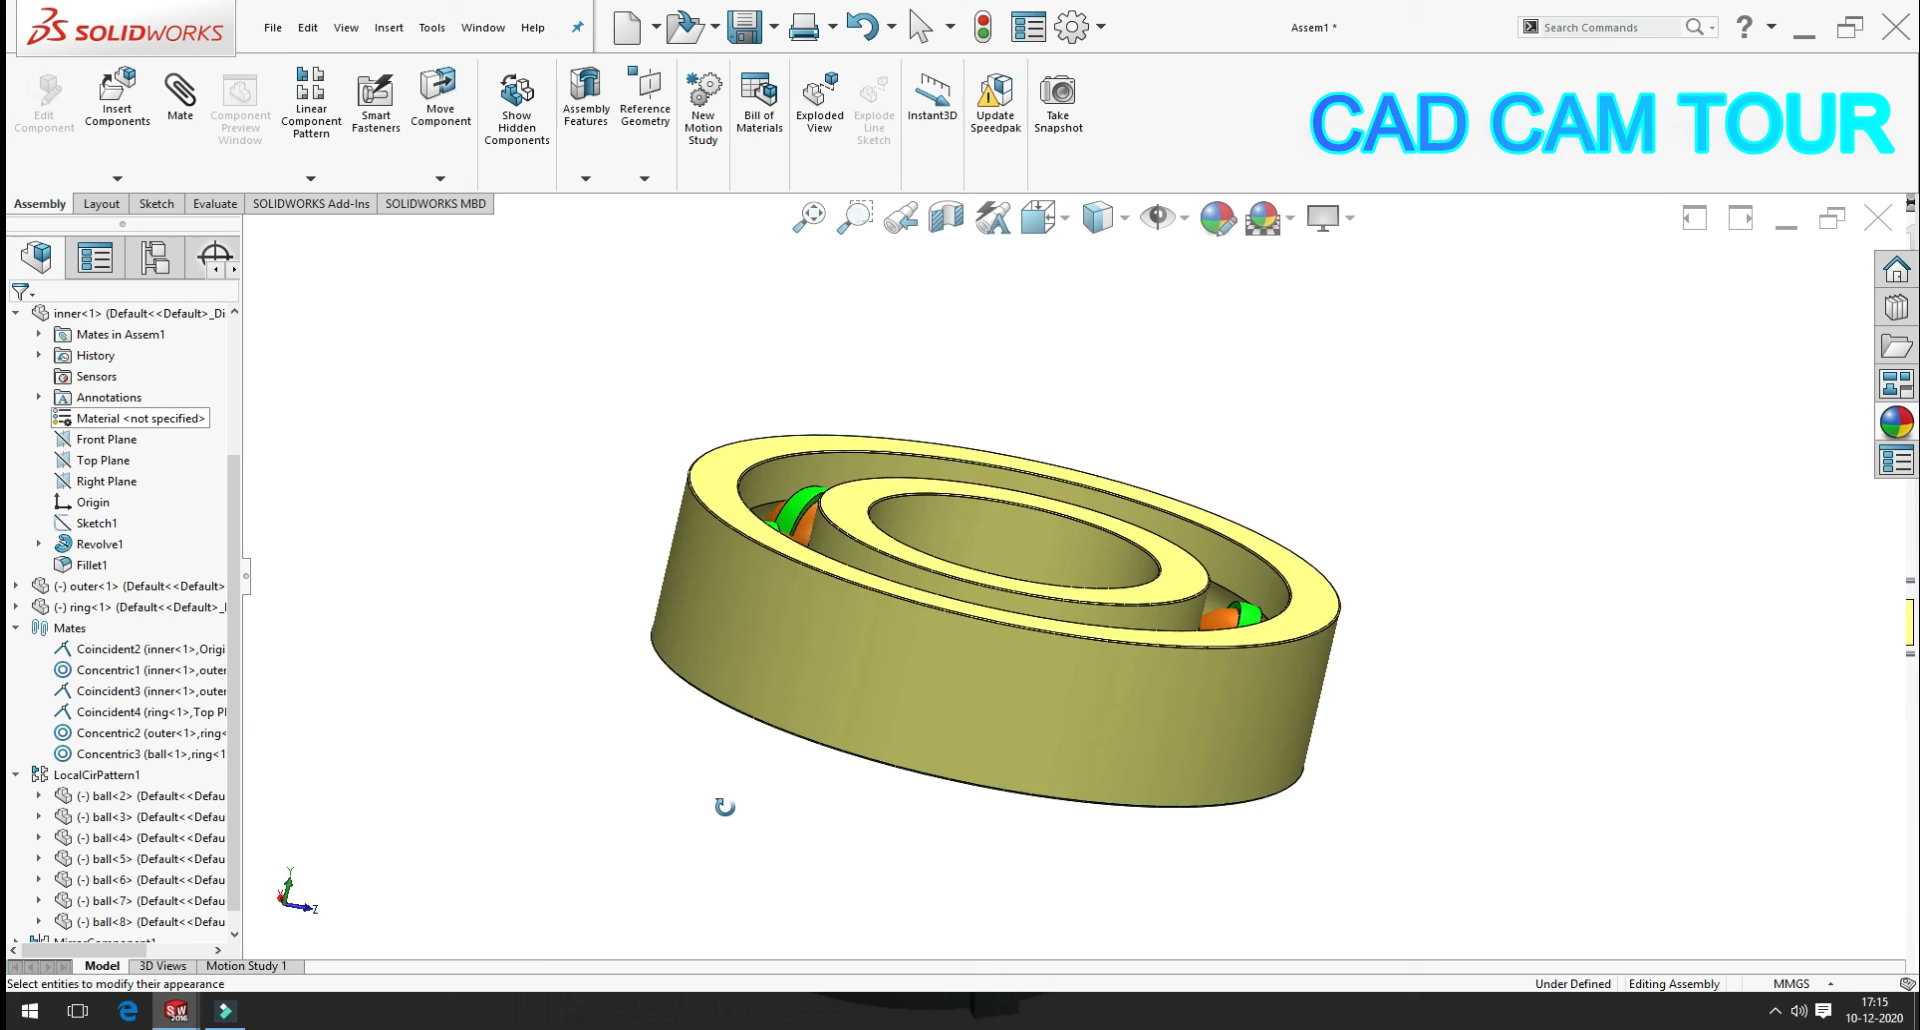 SOLIDWORKS
File Edit View Insert Tools Window Help
Assem1 *
Search Commands
?
CAD CAM TOUR
Edit Component
Insert Components
Mate
Component Preview Window
Linear Component Pattern
Smart Fasteners
Move Component
Show Hidden Components
Assembly Features
Reference Geometry
New Motion Study
Bill of Materials
Exploded View
Explode Line Sketch
Instant3D
Update Speedpak
Take Snapshot
Assembly Layout Sketch Evaluate SOLIDWORKS Add-Ins SOLIDWORKS MBD
inner<1> (Default<<Default>_Di
Mates in Assem1
History
Sensors
Annotations
Material <not specified>
Front Plane
Top Plane
Right Plane
Origin
Sketch1
Revolve1
Fillet1
(-) outer<1> (Default<<Default>
(-) ring<1> (Default<<Default>_
Mates
Coincident2 (inner<1>,Origi
Concentric1 (inner<1>,outer
Coincident3 (inner<1>,outer
Coincident4 (ring<1>,Top Pl
Concentric2 (outer<1>,ring<
Concentric3 (ball<1>,ring<1
LocalCirPattern1
(-) ball<2> (Default<<Defau
(-) ball<3> (Default<<Defau
(-) ball<4> (Default<<Defau
(-) ball<5> (Default<<Defau
(-) ball<6> (Default<<Defau
(-) ball<7> (Default<<Defau
(-) ball<8> (Default<<Defau
Y
Z
Model 3D Views Motion Study 1
Select entities to modify their appearance
Under Defined Editing Assembly MMGS
SW 2016
17:15
10-12-2020